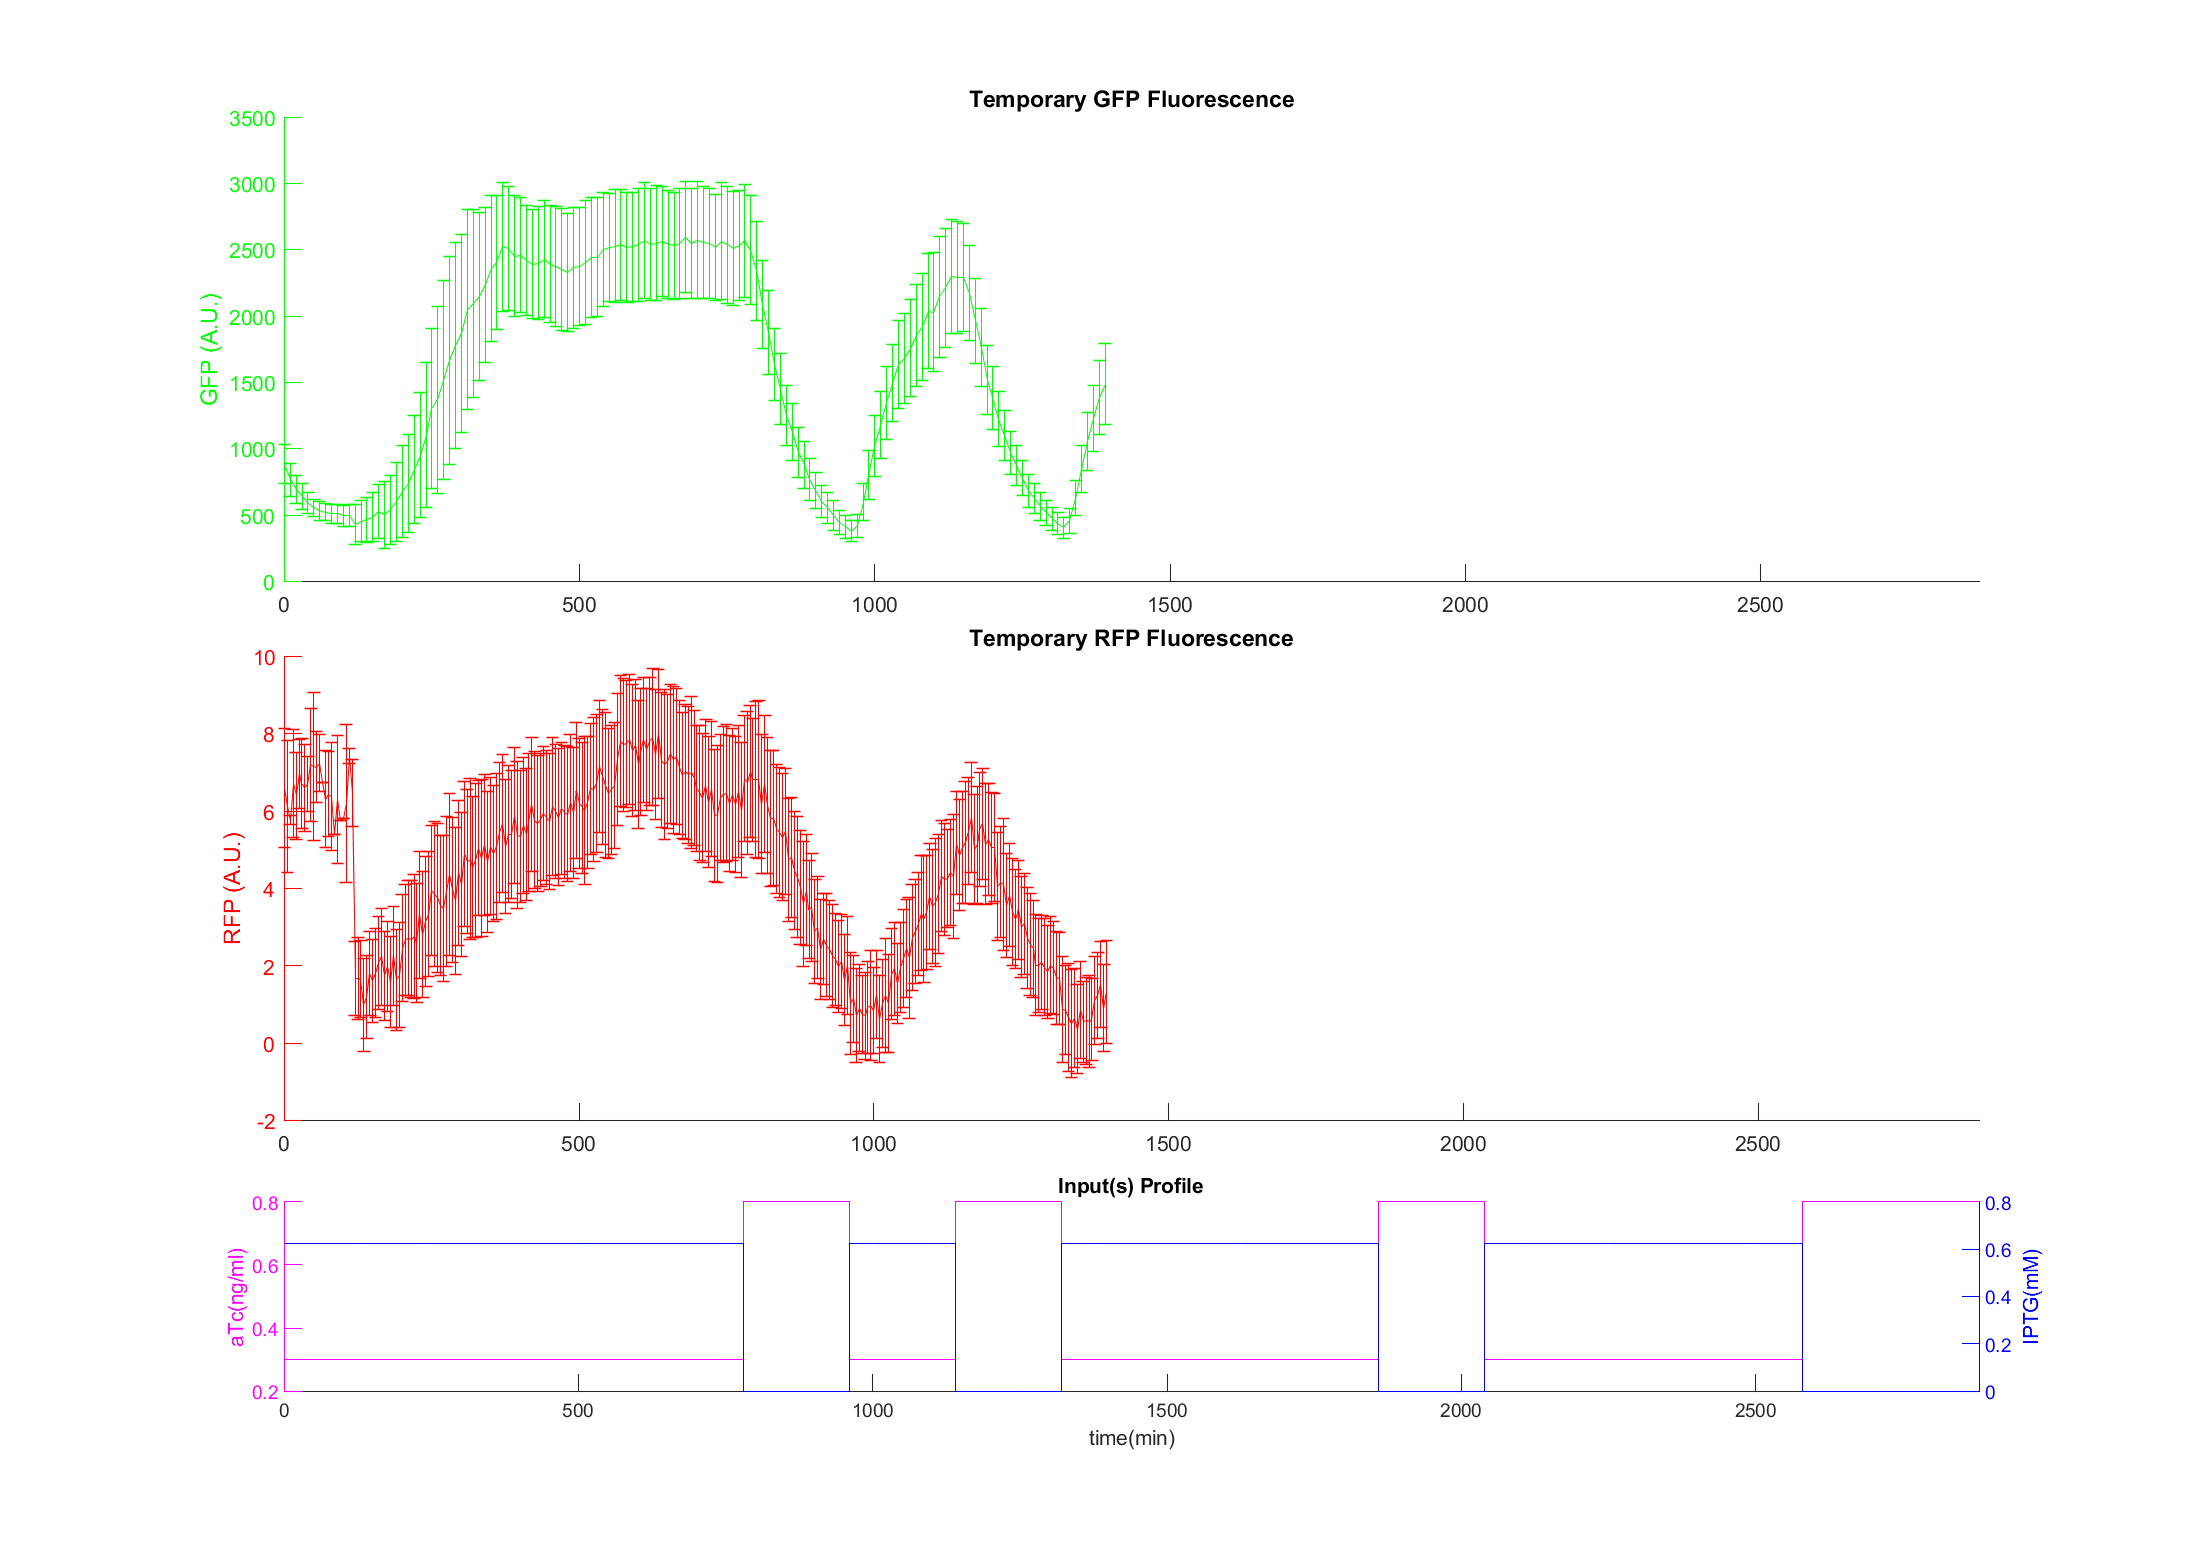 Temporary GFP Fluorescence
3500
3000
2500
2000
1500
1000
500
0
GFP (A.U.)
0 500 1000 1500 2000 2500
Temporary RFP Fluorescence
10
8
6
4
2
0
-2
RFP (A.U.)
0 500 1000 1500 2000 2500
Input(s) Profile
0.8
0.6
0.4
0.2
aTc(ng/ml)
0.8
0.6
0.4
0.2
0
IPTG(mM)
0 500 1000 1500 2000 2500
time(min)